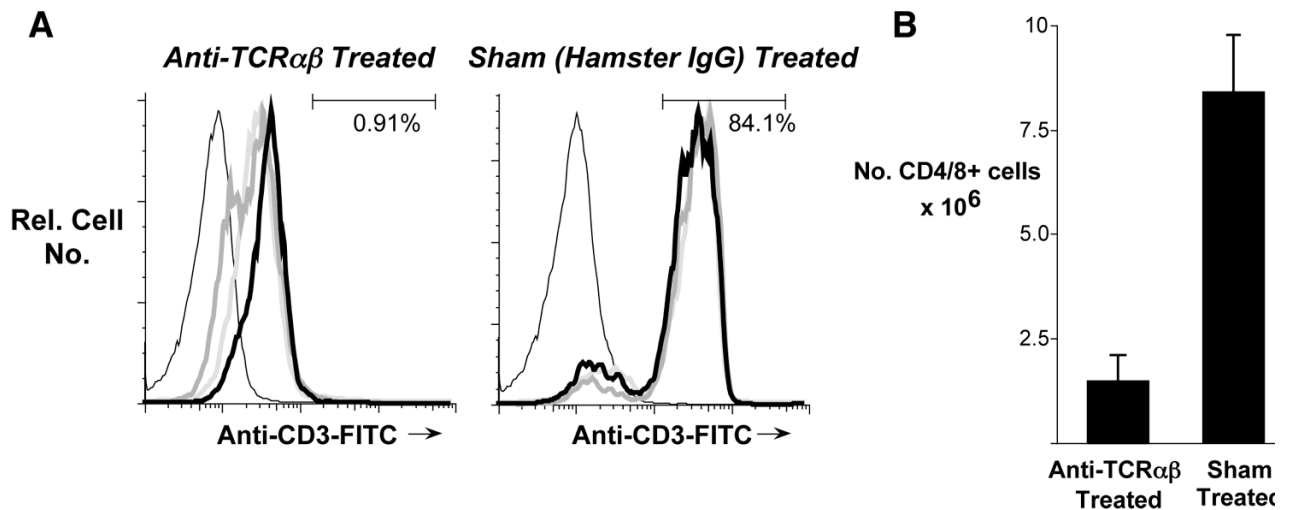 A
Anti-TCRαβ Treated
Sham (Hamster IgG) Treated
0.91%
84.1%
Rel. Cell
No.
Anti-CD3-FITC
Anti-CD3-FITC
B
No. CD4/8+ cells
x 10⁶
10
7.5
5.0
2.5
Anti-TCRαβ
Treated
Sham
Treated